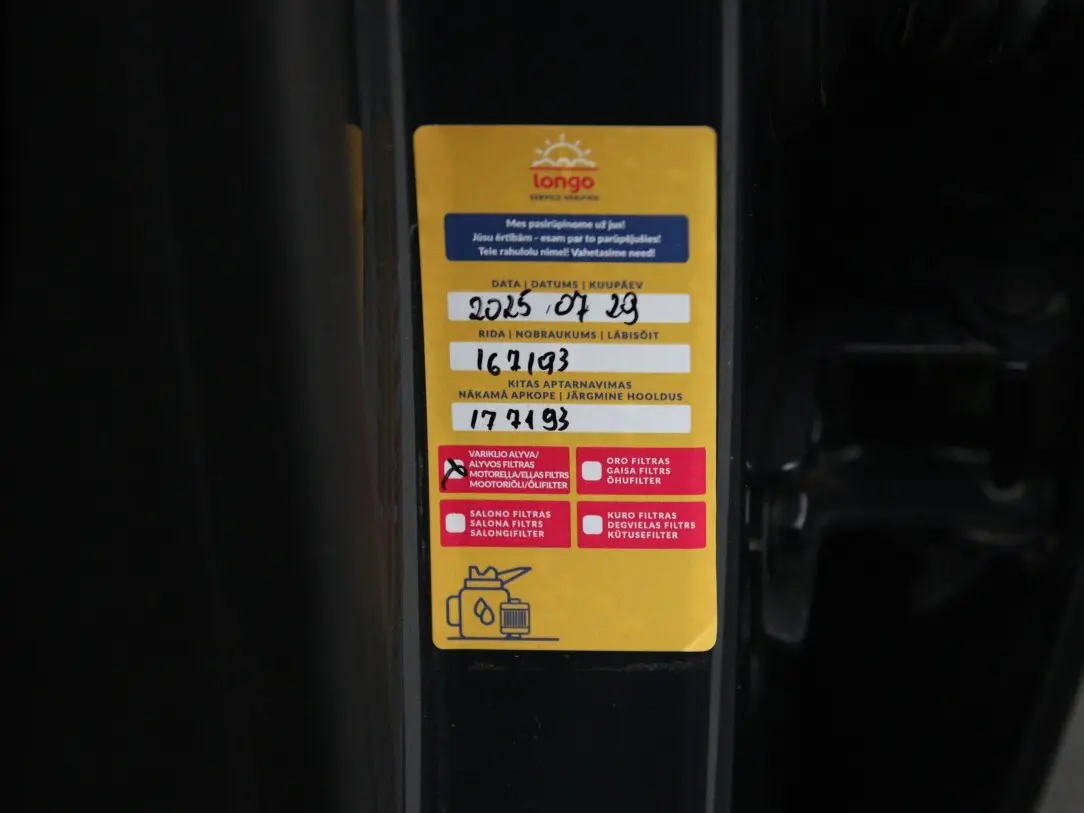 longo
Mes pasirūpinome už jus!
Jūsu ērtībām - esam par to parūpējušies!
Teie rahulolu nimel! Vahetasime need!
DATA | DATUMS | KUUPÄEV
2025.07 29
RIDA | NOBRAUKUMS | LÄBISÕIT
167193
KITAS APTARNAVIMAS
NĀKAMĀ APKOPE | JÄRGMINE HOOLDUS
177193
VARIKLIO ALYVA/
ALYVOS FILTRAS
MOTOREĻĻA/EĻĻAS FILTRS
MOOTORIÕLI/ÕLIFILTER
ORO FILTRAS
GAISA FILTRS
ÕHUFILTER
SALONO FILTRAS
SALONA FILTRS
SALONGIFILTER
KURO FILTRAS
DEGVIELAS FILTRS
KÜTUSEFILTER